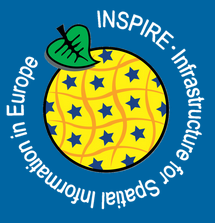 INSPIRE · Infrastructure for Spatial Information in Europe